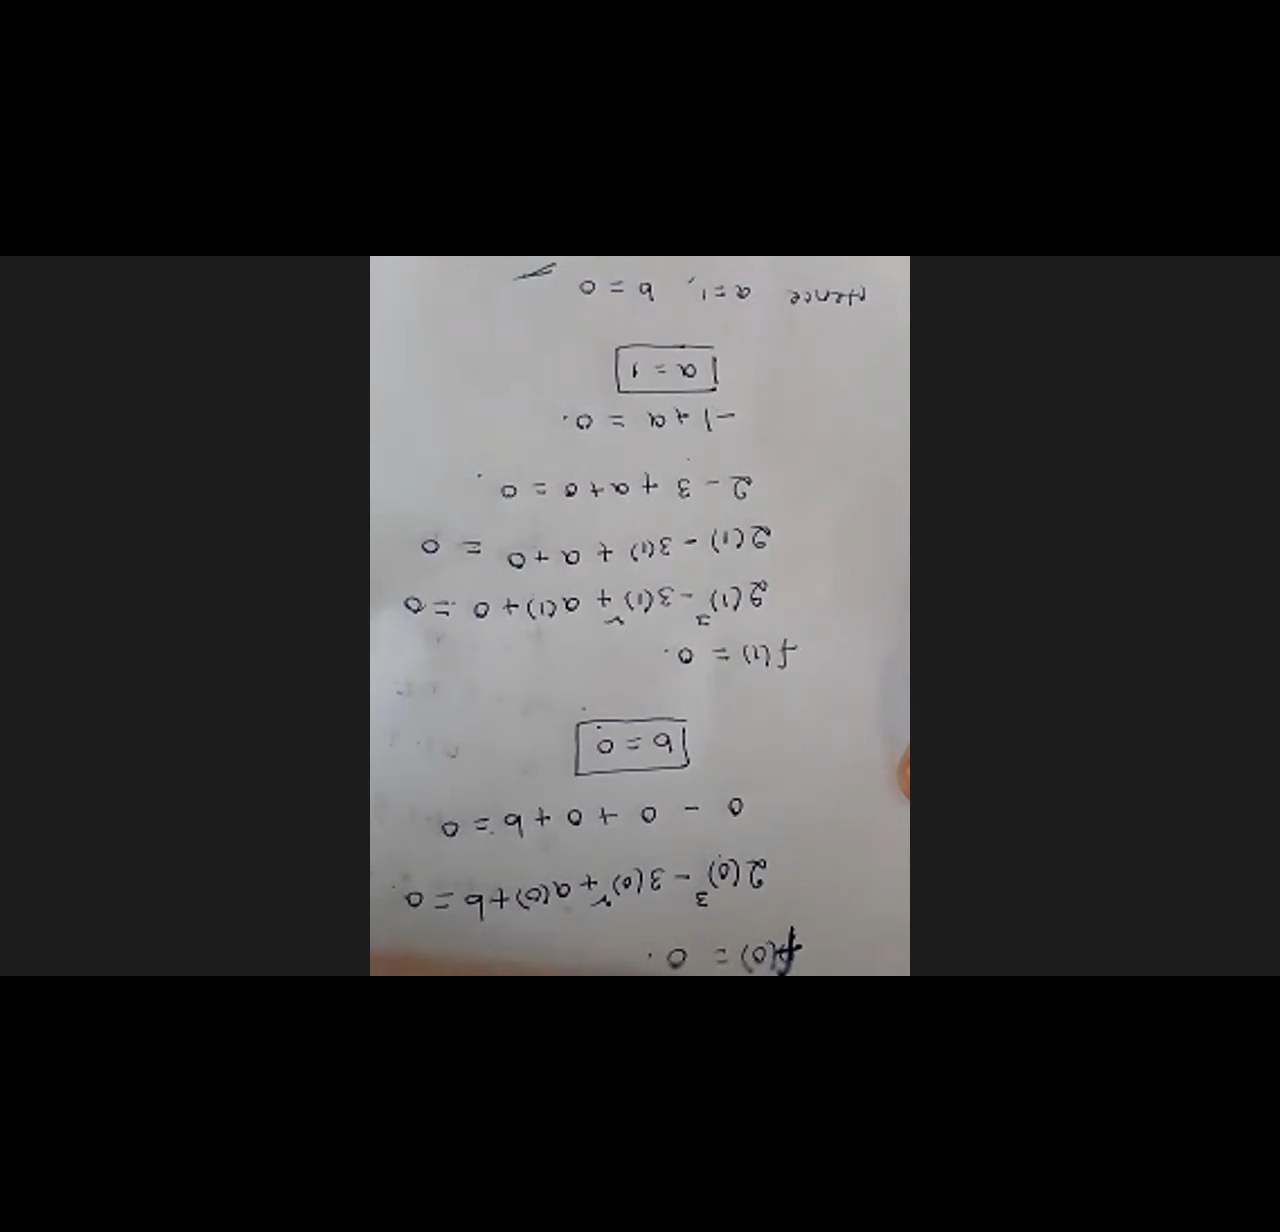 f(0) = 0.
2(0)³ - 3(0)² + a(0) + b = 0.
0 - 0 + 0 + b = 0
b = 0
f(1) = 0.
2(1)³ - 3(1)² + a(1) + 0 = 0
2(1) - 3(1) + a + 0 = 0
2 - 3 + a + 0 = 0.
-1 + a = 0.
a = 1
Hence a=1, b = 0